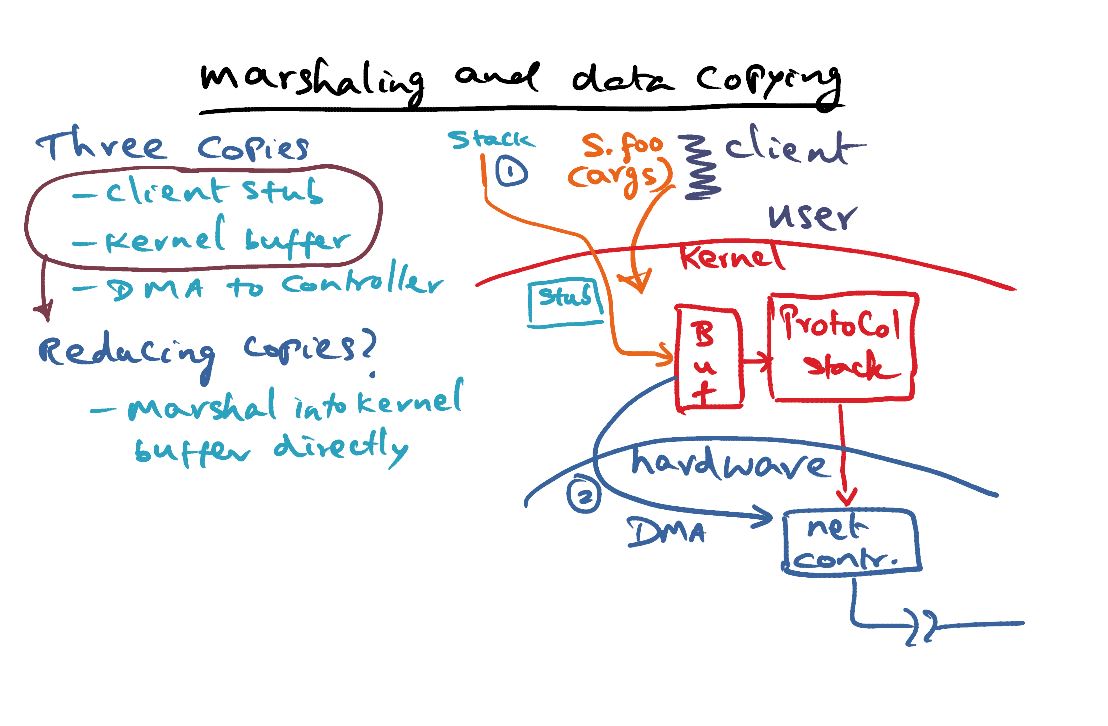 marshaling and data copying
Three copies
- client stub
- Kernel buffer
- DMA to controller
Reducing copies?
- marshal into kernel
buffer directly
Stack
1
S.foo
(args)
client
user
Kernel
Stub
Buf
Protocol
stack
hardware
2
DMA
net
contr.